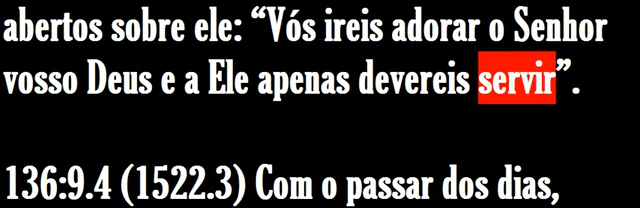 abertos sobre ele: “Vós ireis adorar o Senhor
vosso Deus e a Ele apenas devereis servir”.
136:9.4 (1522.3) Com o passar dos dias,